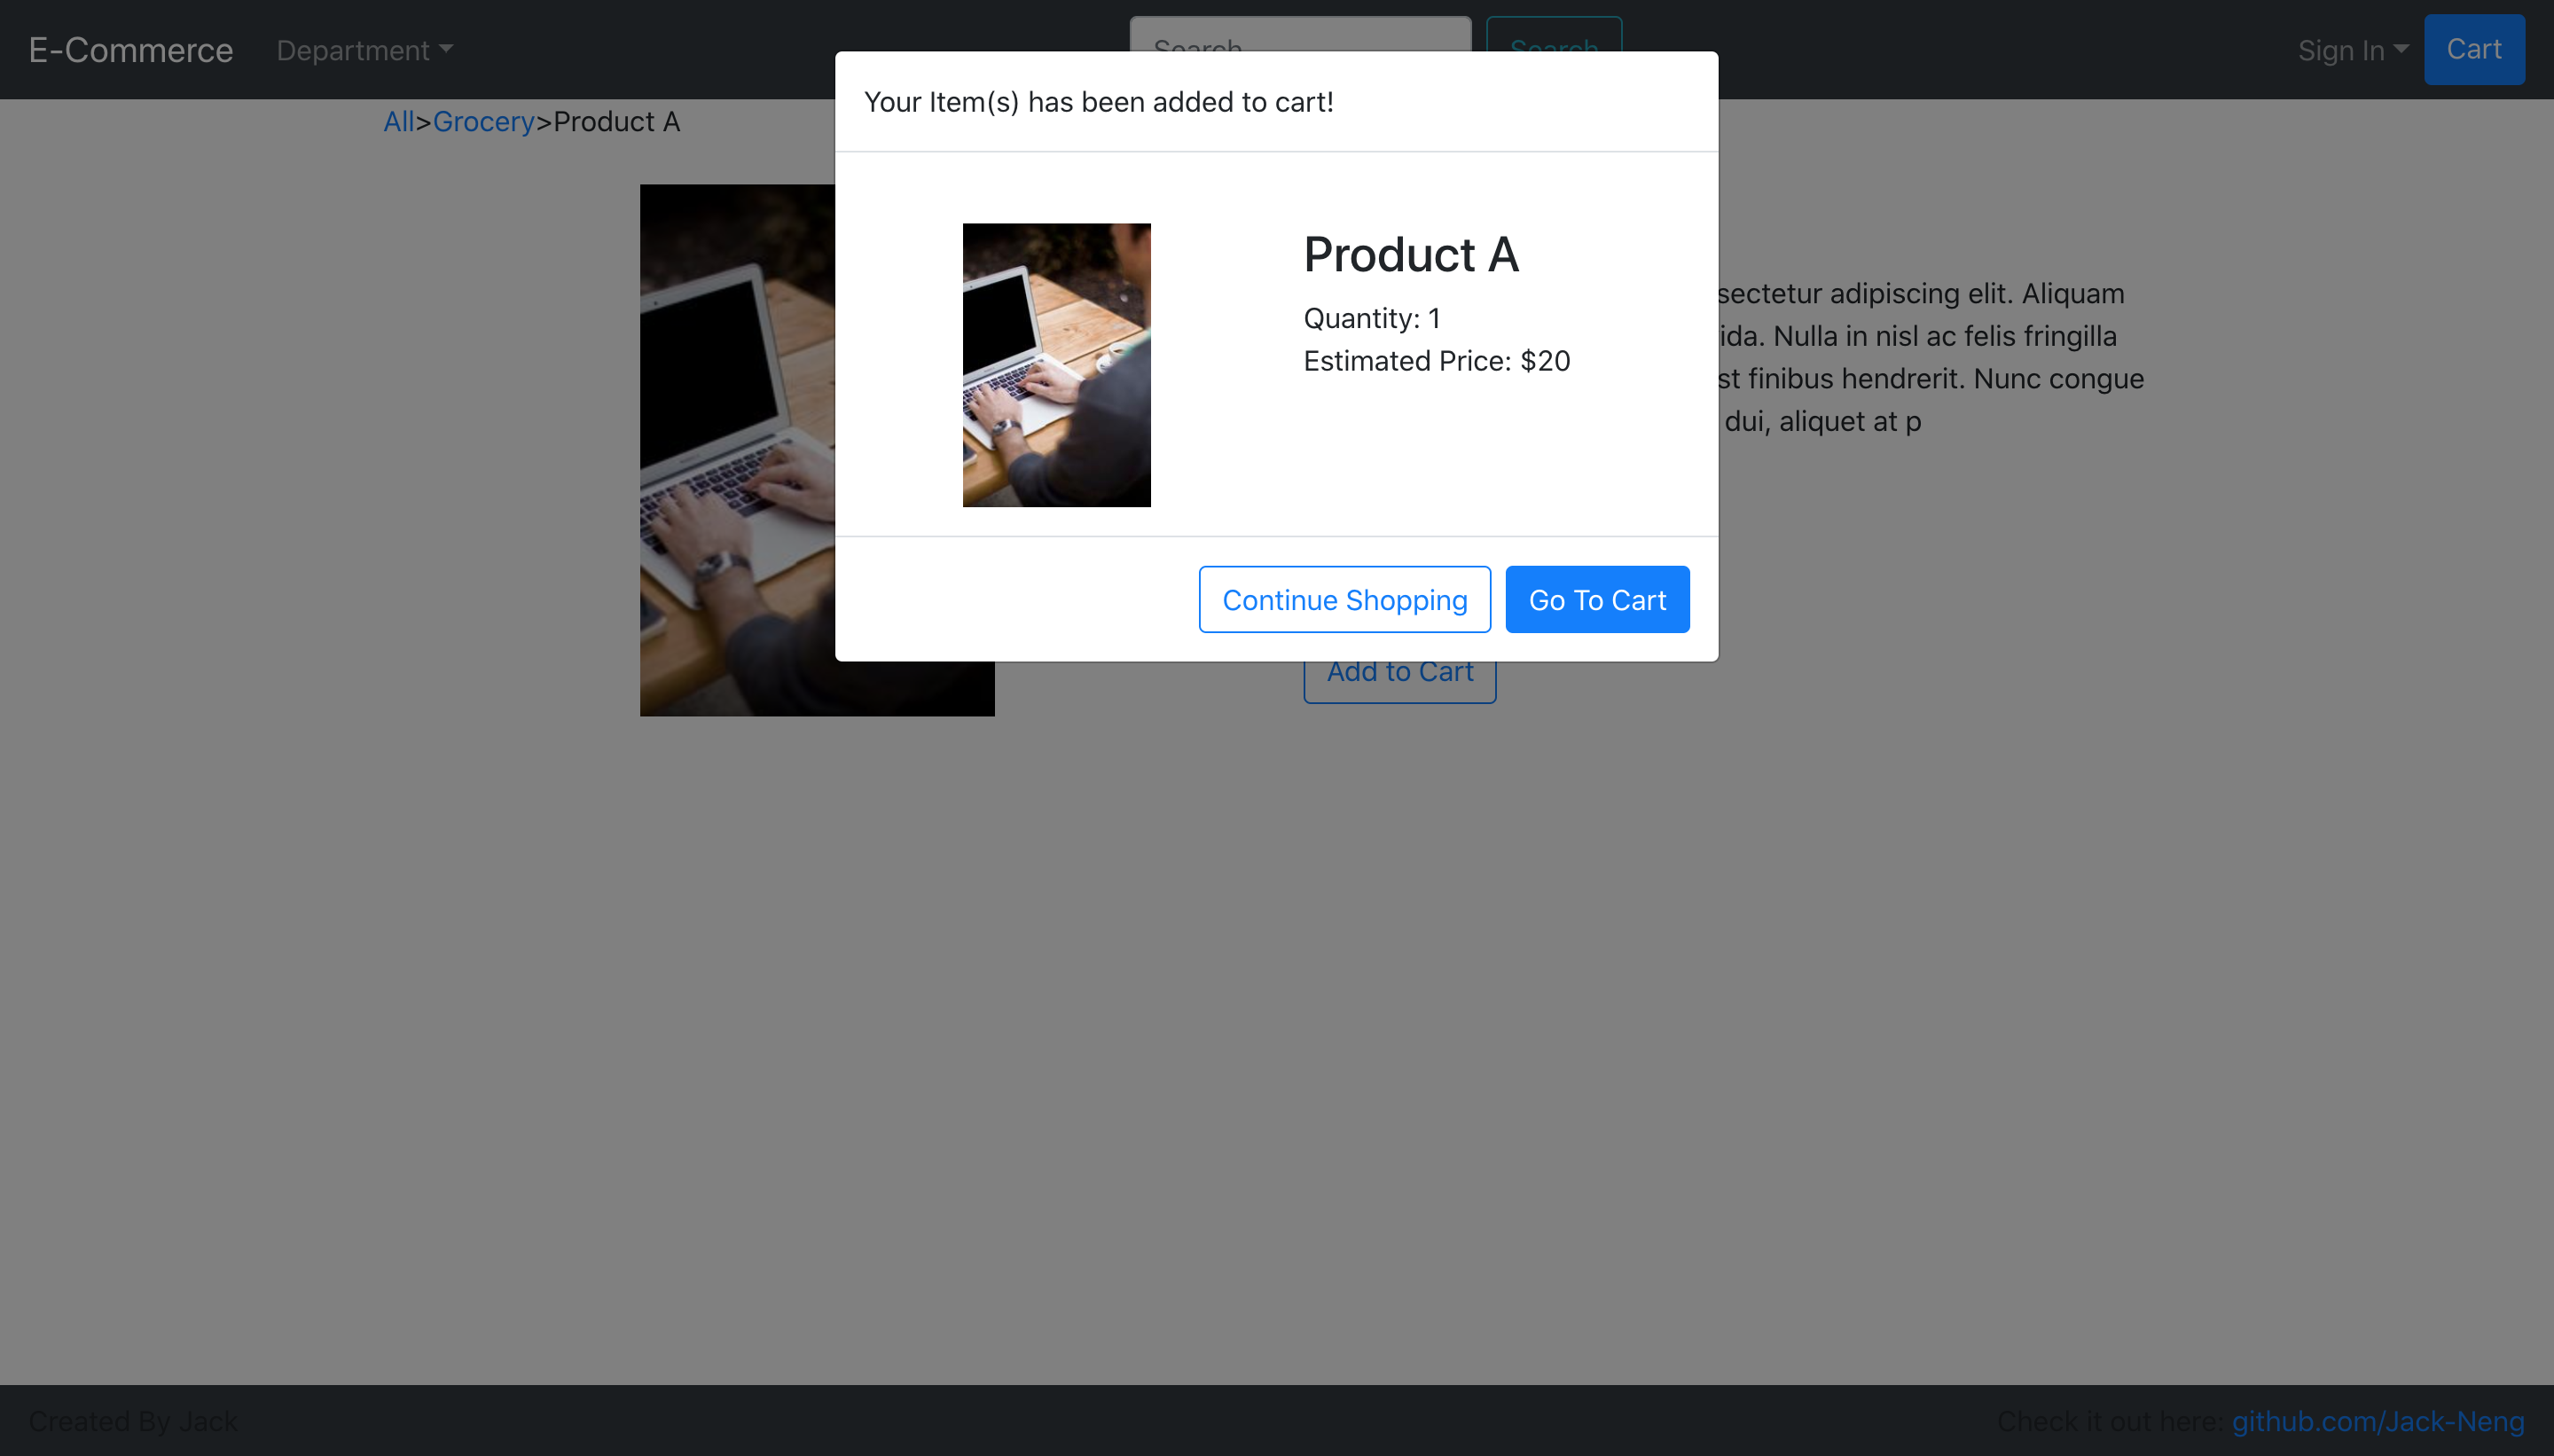 E-Commerce Department Search Search Sign In Cart
All>Grocery>Product A
Your Item(s) has been added to cart!
Product A
Quantity: 1
Estimated Price: $20
Continue Shopping Go To Cart
sectetur adipiscing elit. Aliquam
ida. Nulla in nisl ac felis fringilla
st finibus hendrerit. Nunc congue
dui, aliquet at p
Add to Cart
Created By Jack Check it out here: github.com/Jack-Neng